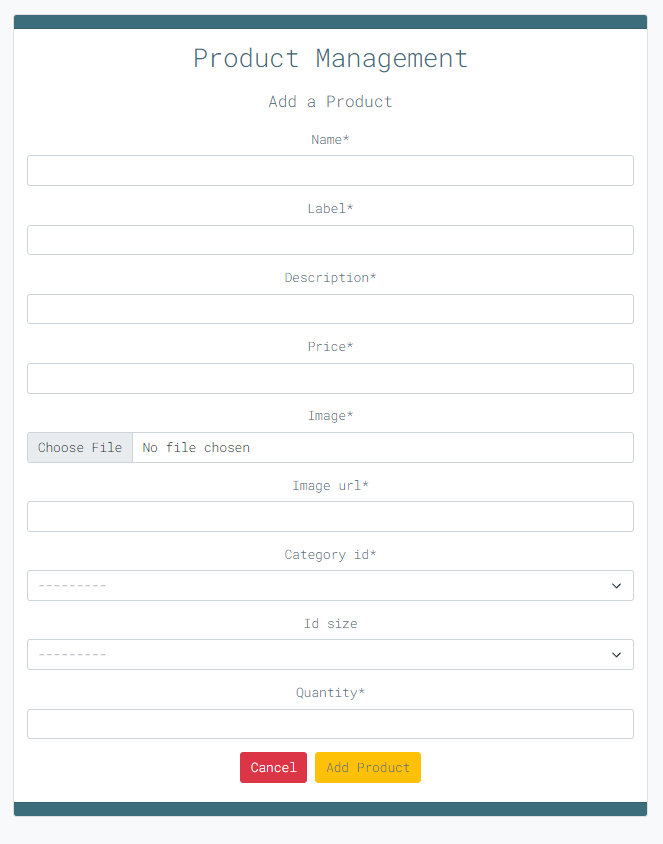 Product Management
Add a Product
Name*
Label*
Description*
Price*
Image*
Choose File No file chosen
Image url*
Category id*
---------
Id size
---------
Quantity*
Cancel Add Product